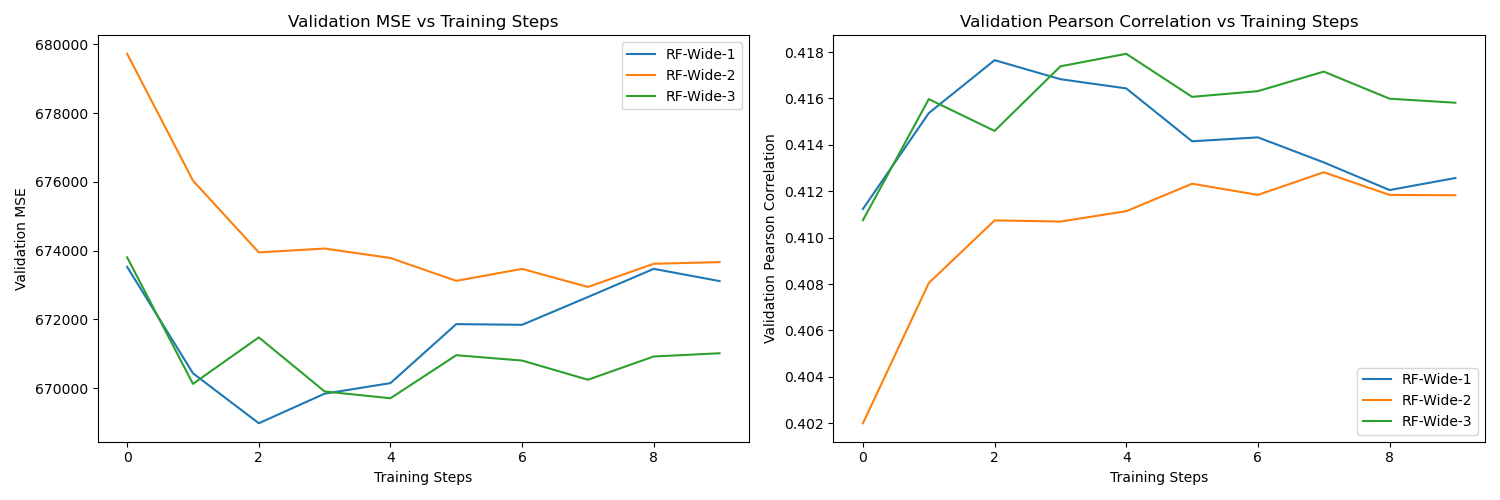 Validation MSE vs Training Steps
680000
678000
676000
674000
672000
670000
Validation MSE
0 2 4 6 8
Training Steps
RF-Wide-1
RF-Wide-2
RF-Wide-3
Validation Pearson Correlation vs Training Steps
0.418
0.416
0.414
0.412
0.410
0.408
0.406
0.404
0.402
Validation Pearson Correlation
0 2 4 6 8
Training Steps
RF-Wide-1
RF-Wide-2
RF-Wide-3